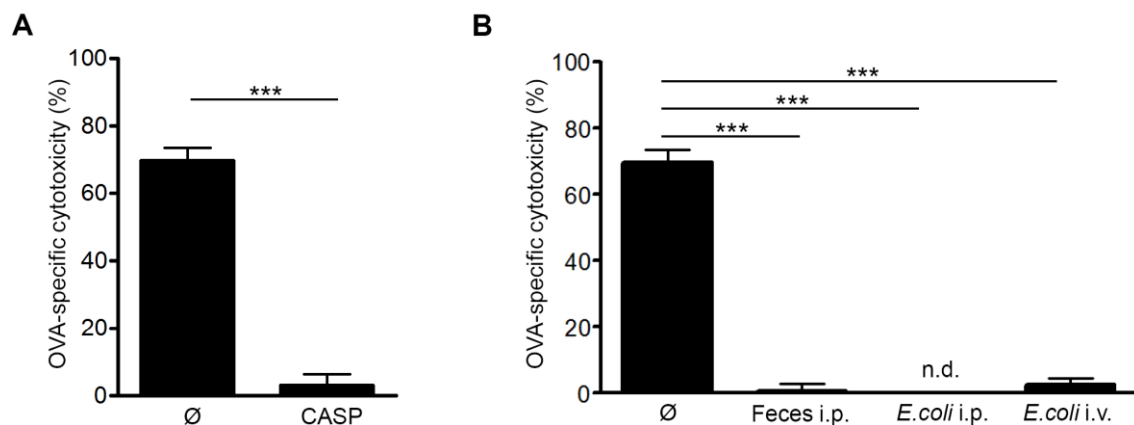 A
OVA-specific cytotoxicity (%)
100
80
60
40
20
0
***
Ø CASP
B
OVA-specific cytotoxicity (%)
100
80
60
40
20
0
***
***
***
n.d.
Ø Feces i.p. E.coli i.p. E.coli i.v.